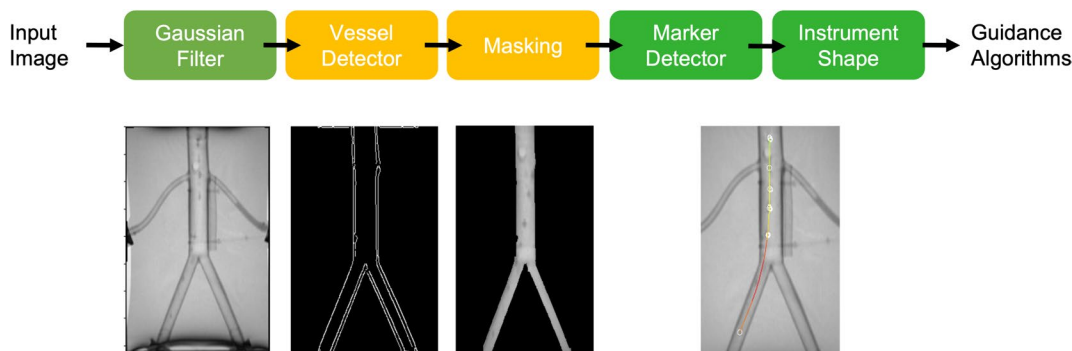 Input
Image
Gaussian
Filter
Vessel
Detector
Masking
Marker
Detector
Instrument
Shape
Guidance
Algorithms